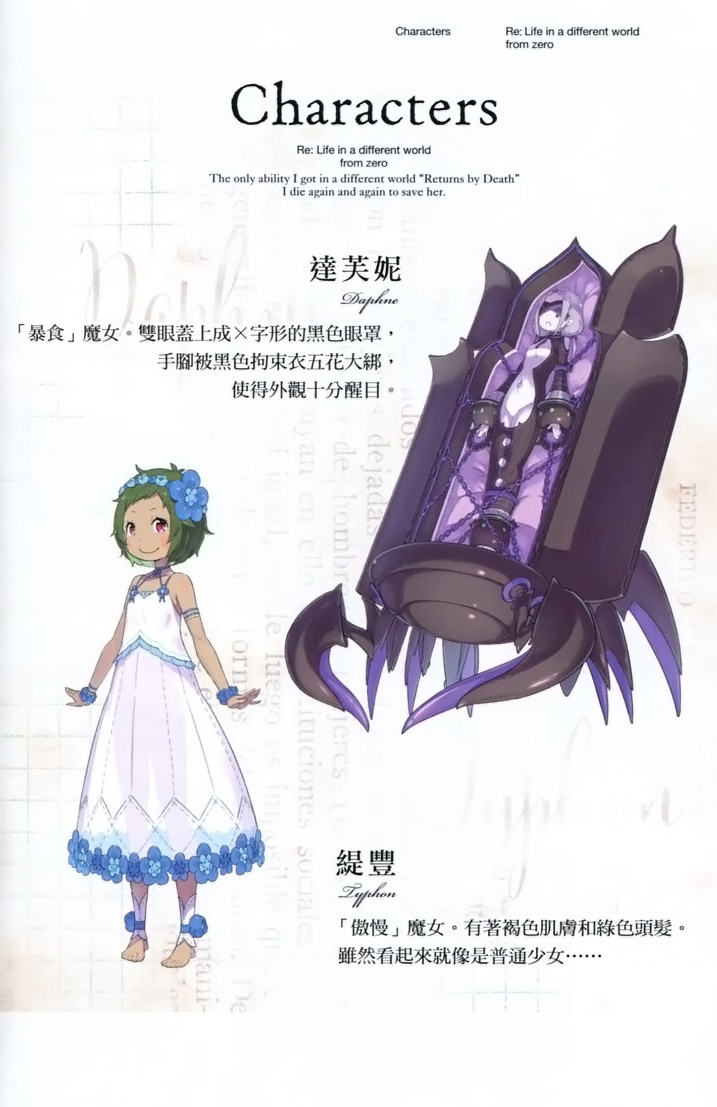 Characters
Re: Life in a different world
from zero
Characters
Re: Life in a different world
from zero
The only ability I got in a different world "Returns by Death"
I die again and again to save her.
達芙妮
Daphne
「暴食」魔女。雙眼蓋上成×字形的黑色眼罩，
手腳被黑色拘束衣五花大綁，
使得外觀十分醒目。
緹豐
Typhon
「傲慢」魔女。有著褐色肌膚和綠色頭髮。
雖然看起來就像是普通少女……
Daphne
Typhon
FEDERICO